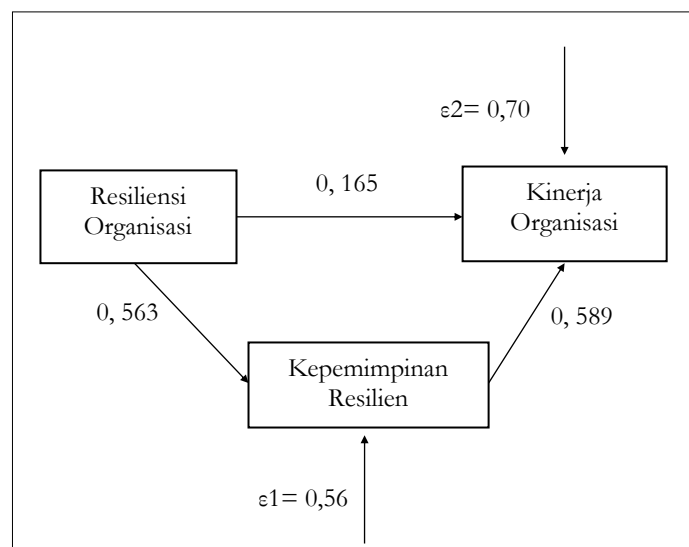 ε2= 0,70
Resiliensi
Organisasi
0, 165
Kinerja
Organisasi
0, 563
0, 589
Kepemimpinan
Resilien
ε1= 0,56